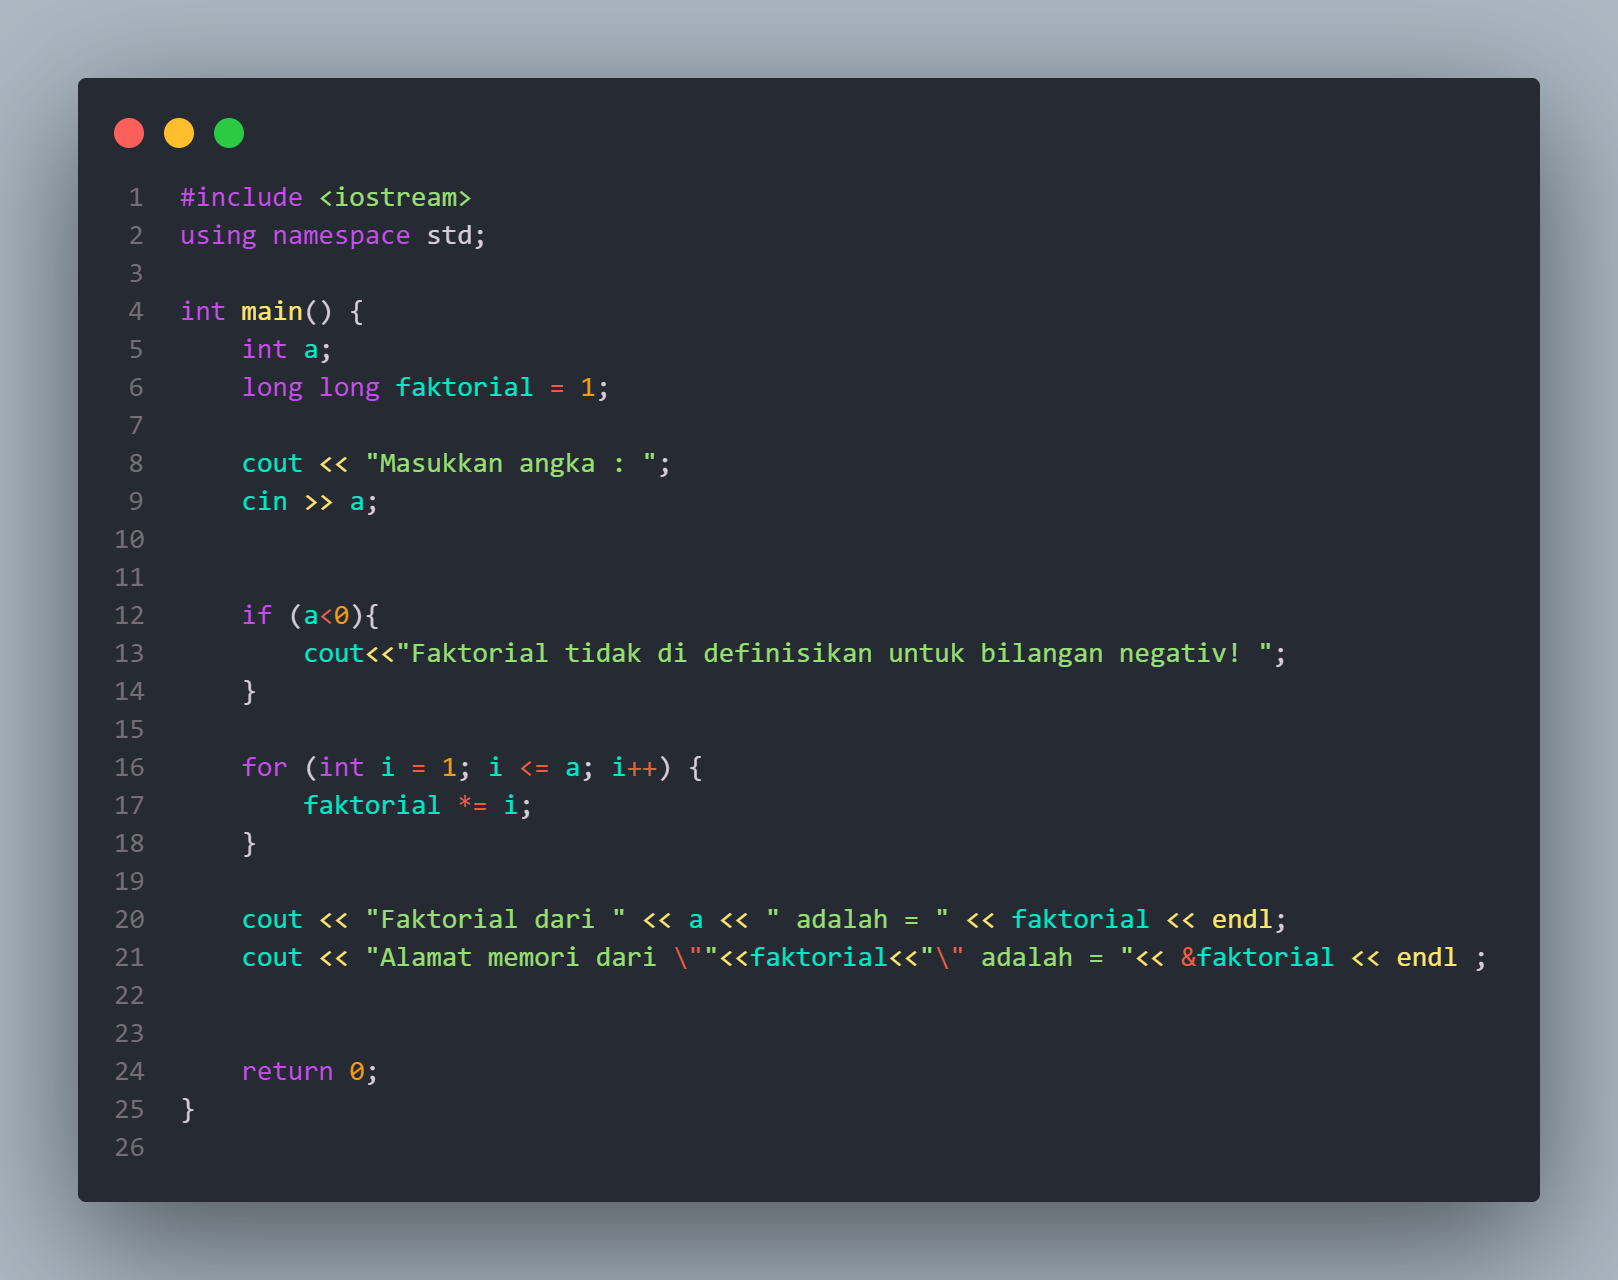 1 #include <iostream>
2 using namespace std;
3
4 int main() {
5     int a;
6     long long faktorial = 1;
7
8     cout << "Masukkan angka : ";
9     cin >> a;
10
11
12     if (a<0){
13         cout<<"Faktorial tidak di definisikan untuk bilangan negativ! ";
14     }
15
16     for (int i = 1; i <= a; i++) {
17         faktorial *= i;
18     }
19
20     cout << "Faktorial dari " << a << " adalah = " << faktorial << endl;
21     cout << "Alamat memori dari \""<<faktorial<<"\" adalah = "<< &faktorial << endl ;
22
23
24     return 0;
25 }
26